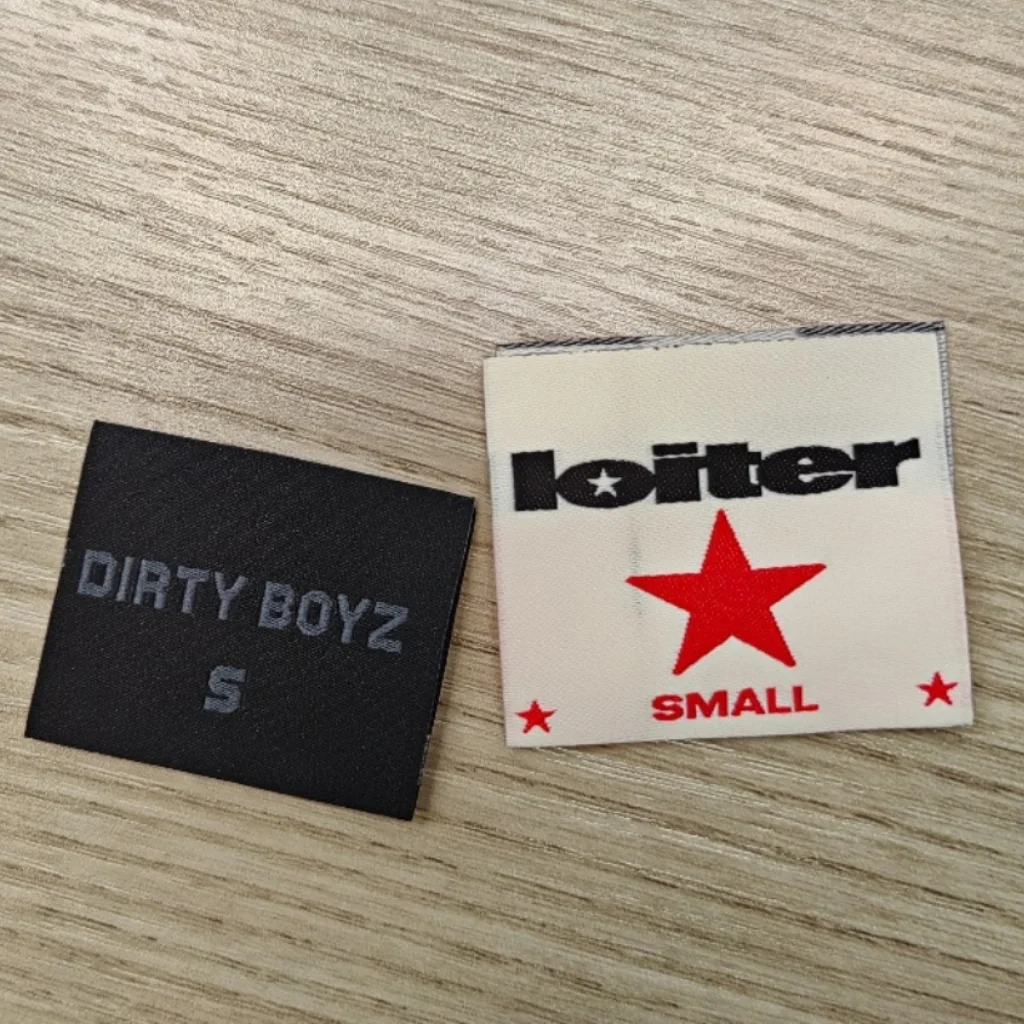 DIRTY BOYZ
S
loiter
SMALL